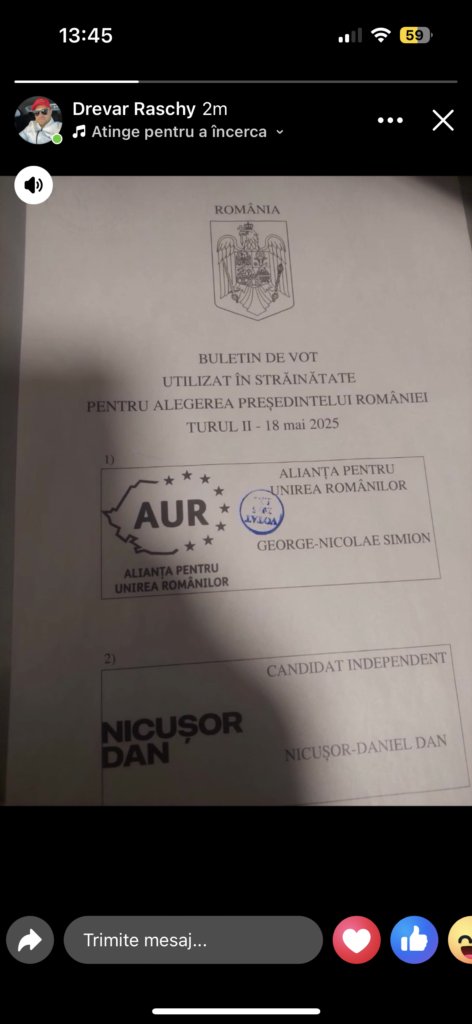 13:45
59
Drevar Raschy 2m
Atinge pentru a încerca
ROMÂNIA
BULETIN DE VOT
UTILIZAT ÎN STRĂINĂTATE
PENTRU ALEGEREA PREȘEDINTELUI ROMÂNIEI
TURUL II - 18 mai 2025
1)
AUR
ALIANȚA PENTRU
UNIREA ROMÂNILOR
ALIANȚA PENTRU
UNIREA ROMÂNILOR
VOTAT
GEORGE-NICOLAE SIMION
2)
CANDIDAT INDEPENDENT
NICUȘOR
DAN
NICUȘOR-DANIEL DAN
Trimite mesaj...